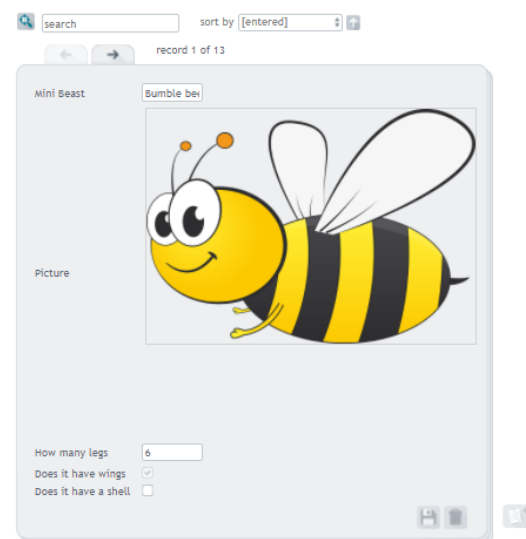 search
sort by [entered]
record 1 of 13
Mini Beast
Bumble bee
Picture
How many legs
6
Does it have wings
Does it have a shell